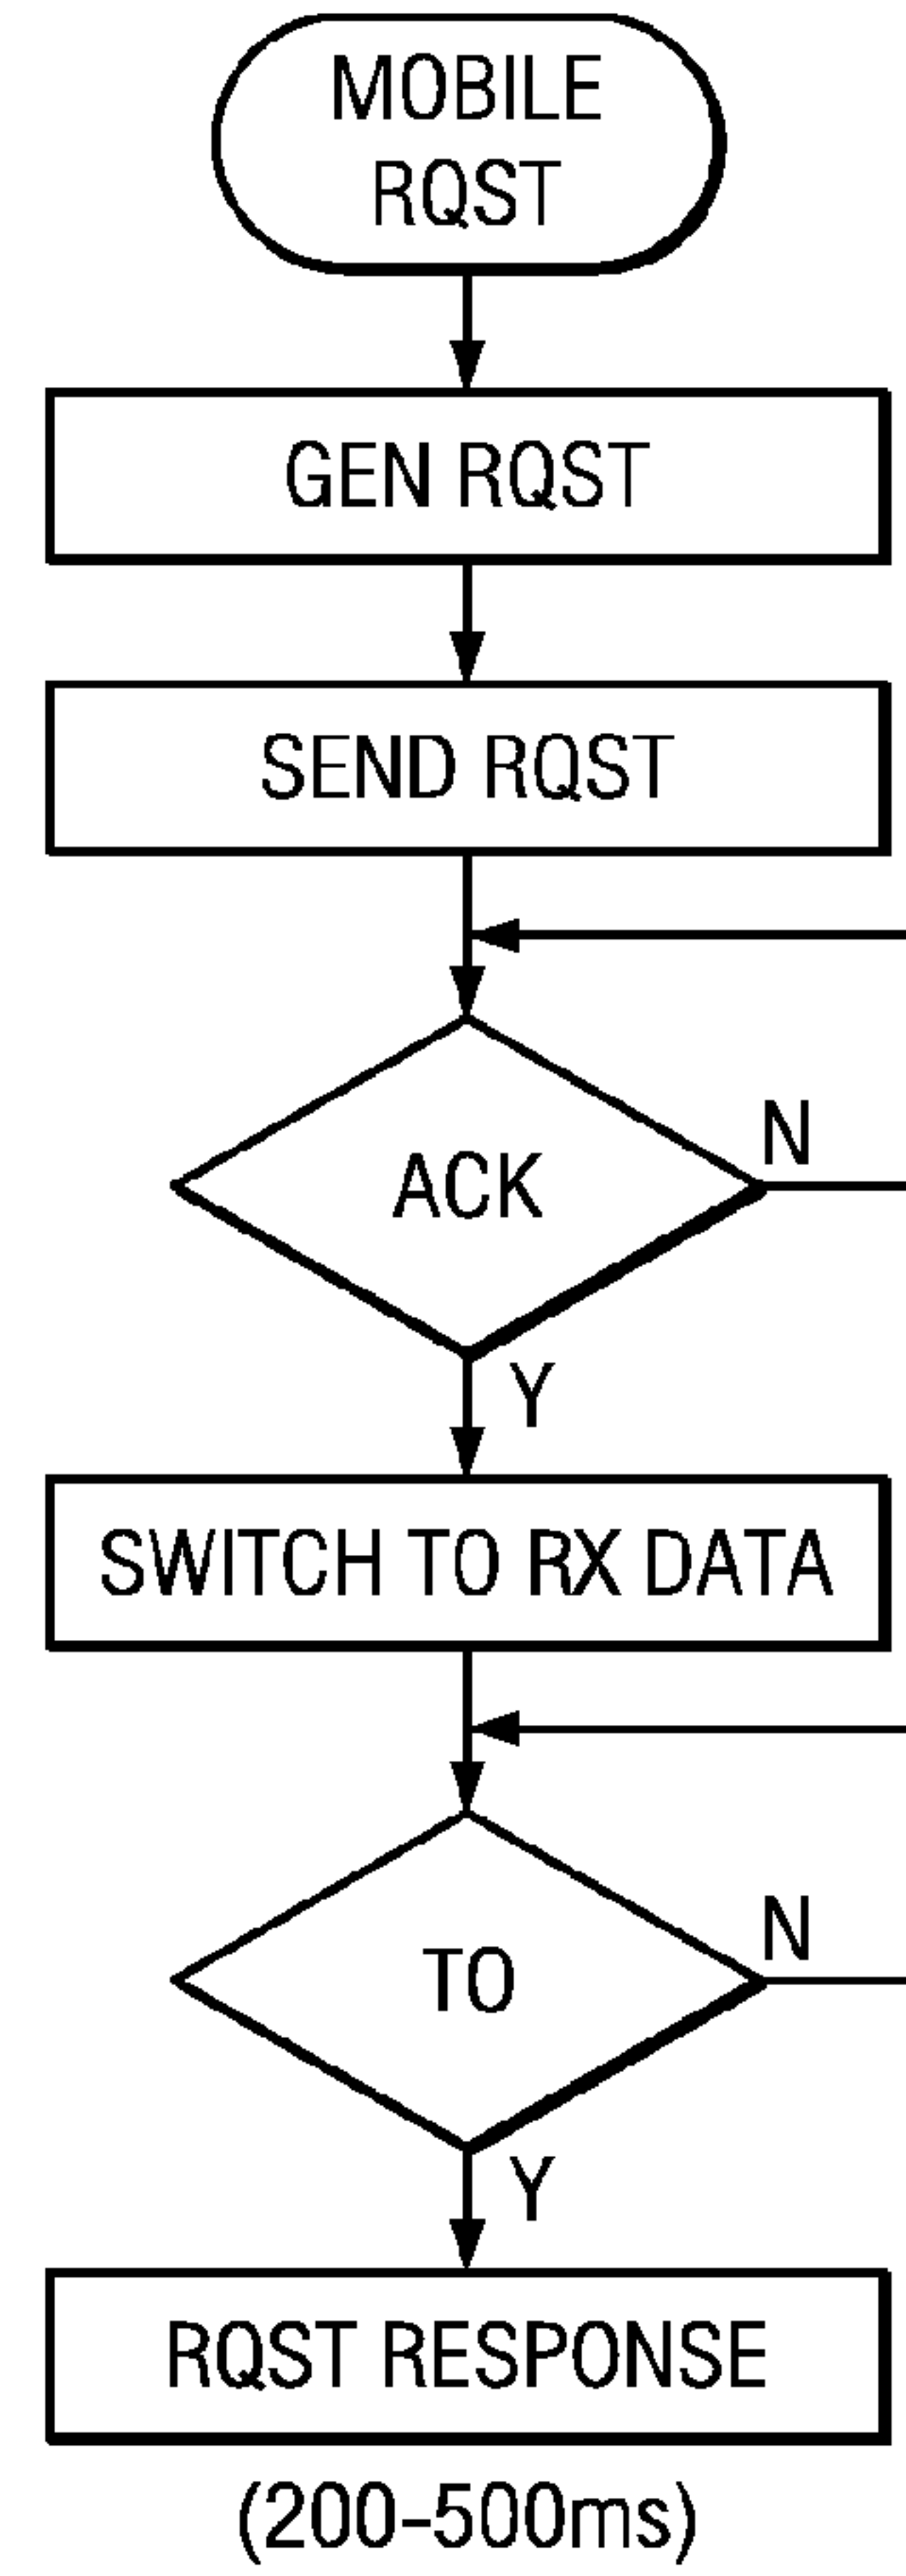 MOBILE
RQST
GEN RQST
SEND RQST
ACK
N
Y
SWITCH TO RX DATA
TO
N
Y
RQST RESPONSE
(200-500ms)